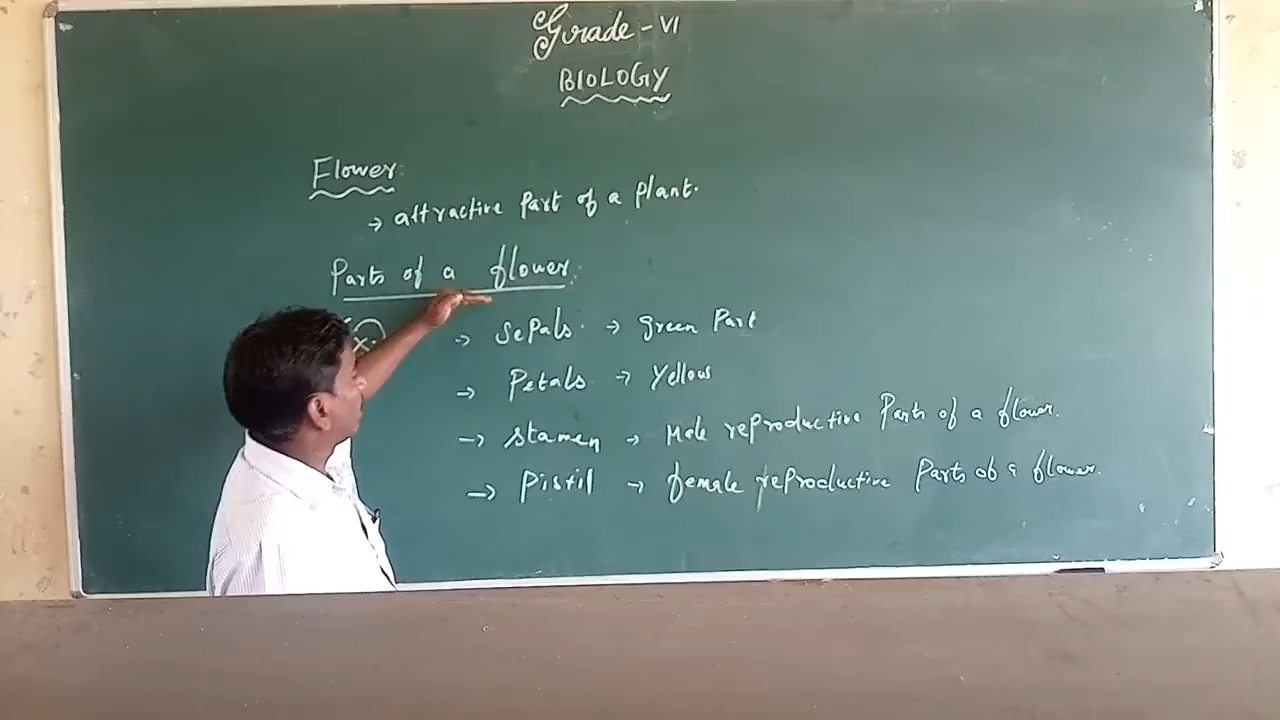 Grade - VI
BIOLOGY
Flower:
→ attractive Part of a Plant.
Parts of a flower:
→ Sepals → green Part
→ Petals → Yellow
→ Stamen → Male reproductive Parts of a flower.
→ Pistil → female reproductive Parts of a flower.